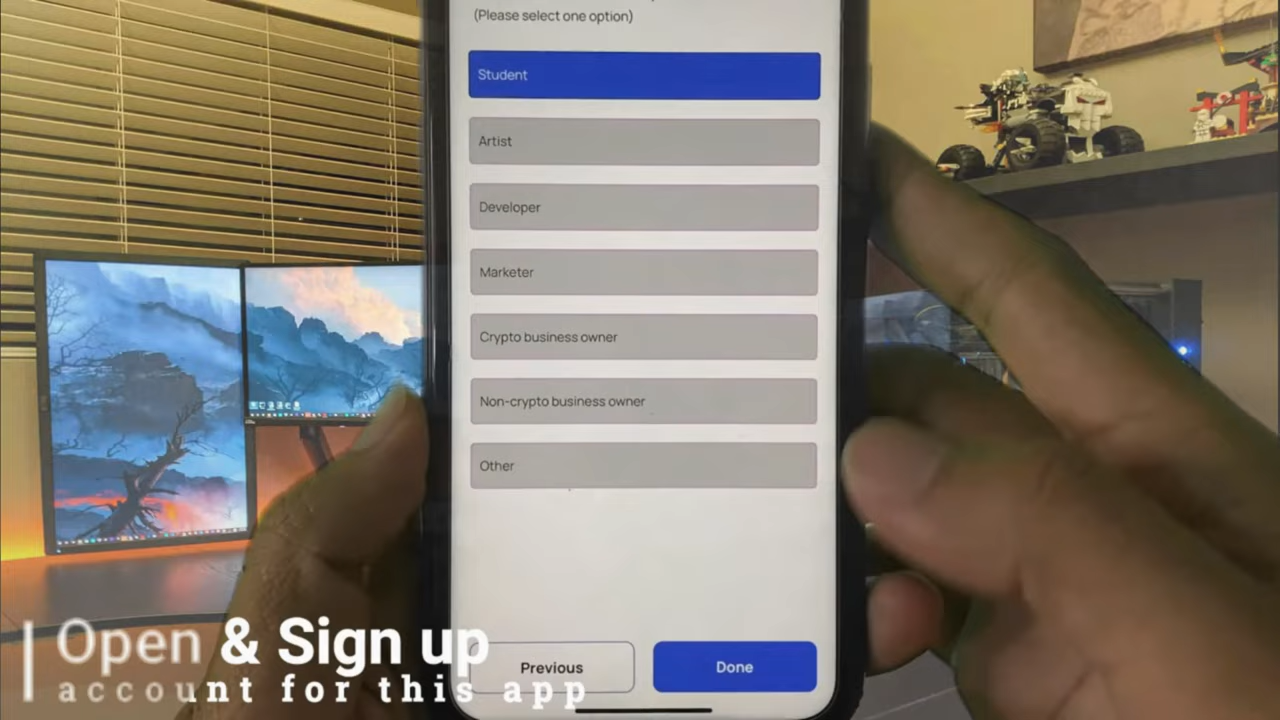 (Please select one option)
Student
Artist
Developer
Marketer
Crypto business owner
Non-crypto business owner
Other
Previous
Done
Open & Sign up
account for this app